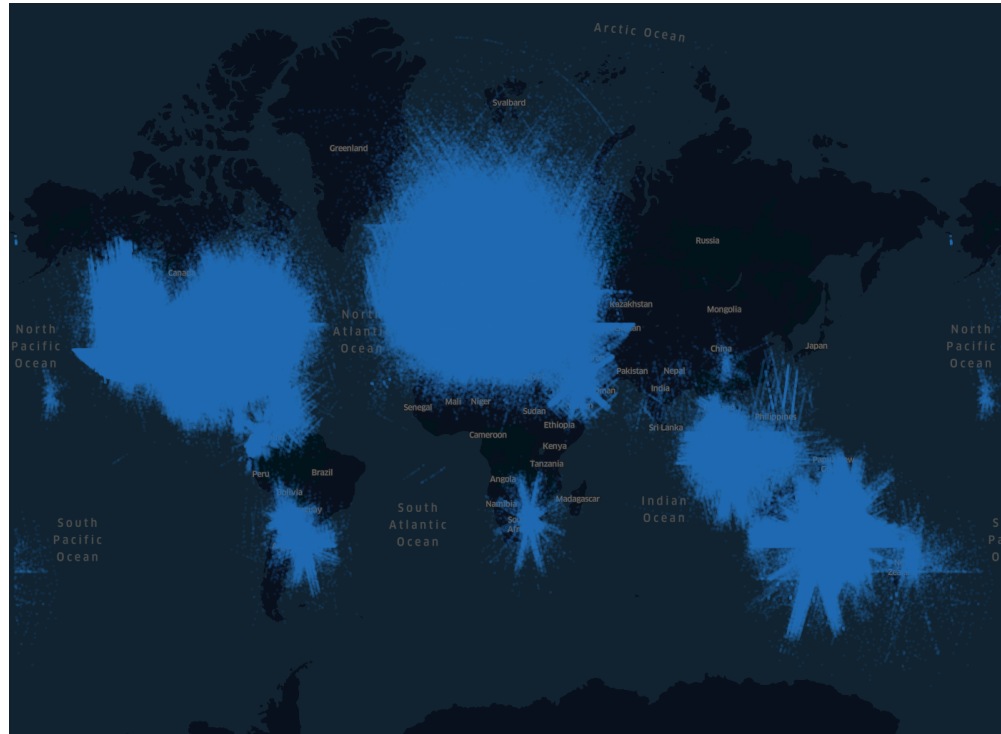 Arctic Ocean
Svalbard
Greenland
Russia
Canada
Kazakhstan
Mongolia
North
Pacific
Ocean
North
Atlantic
Ocean
North
Pacific
Ocean
China
Japan
Pakistan
Nepal
India
Senegal
Mali
Niger
Sudan
Philippines
Ethiopia
Sri Lanka
Cameroon
Kenya
Peru
Brazil
Tanzania
Angola
Bolivia
Namibia
Madagascar
Indian
Ocean
South
Atlantic
Ocean
South
Pacific
Ocean